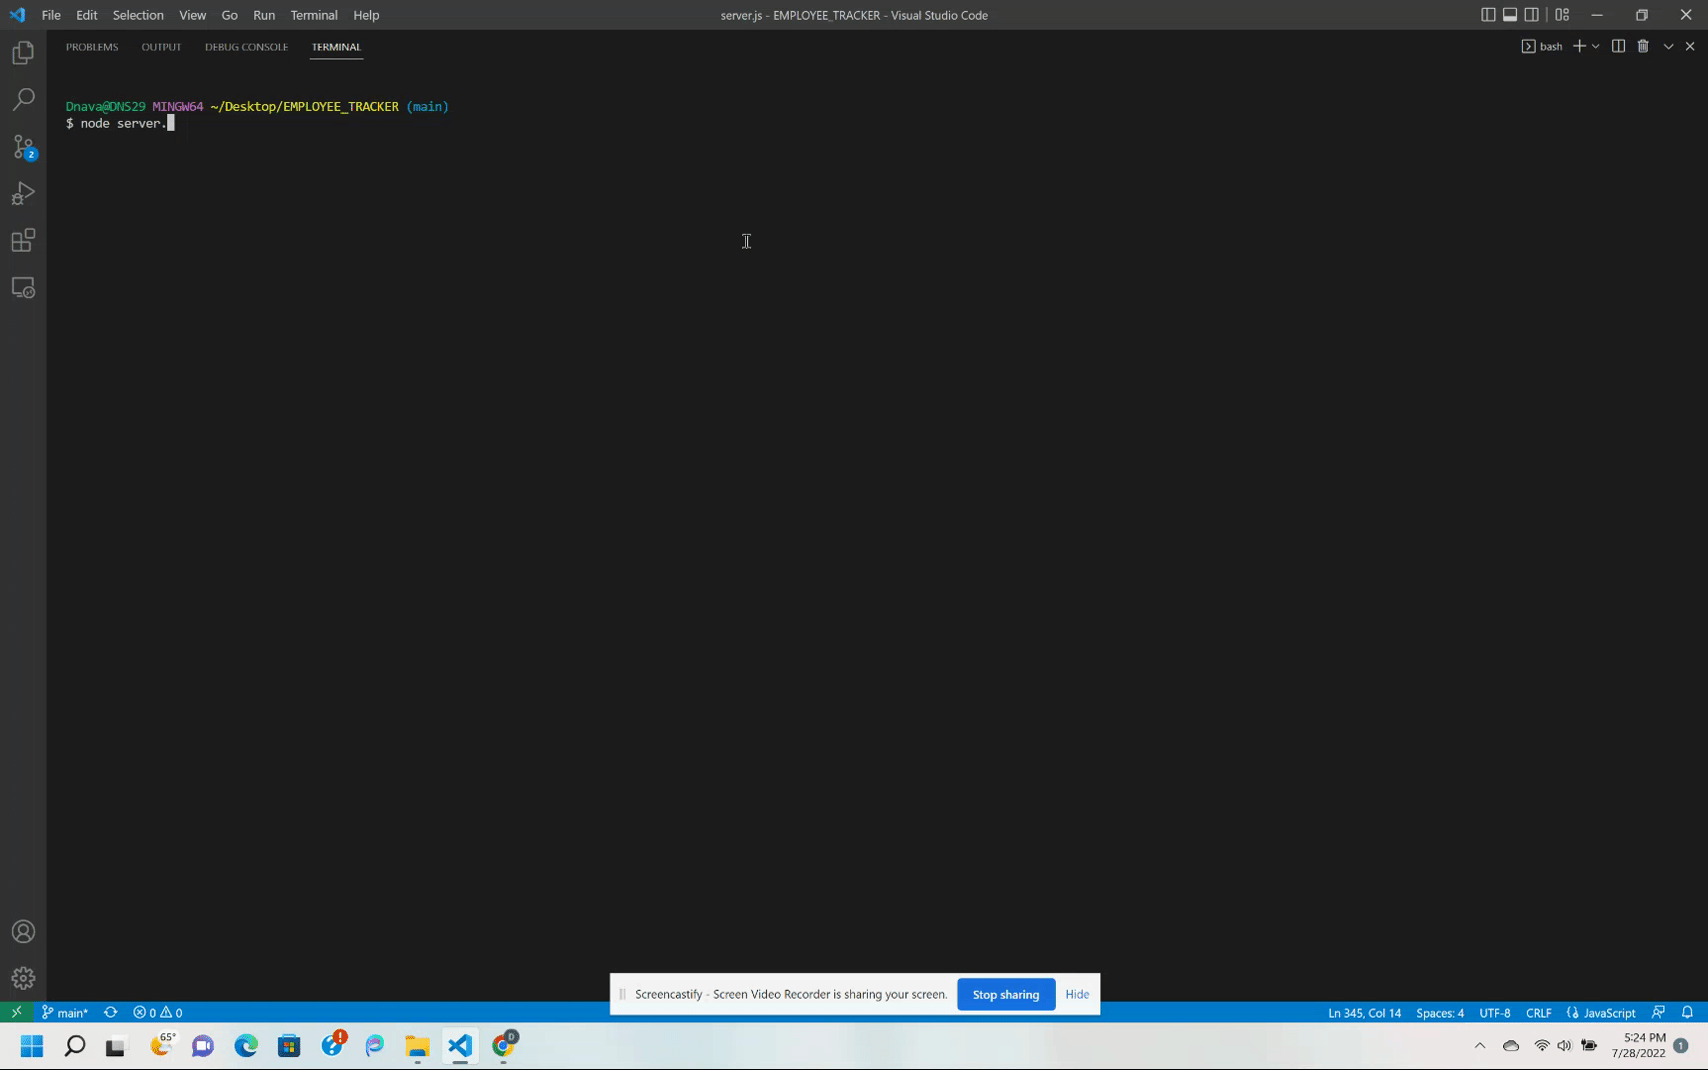 File Edit Selection View Go Run Terminal Help
server.js - EMPLOYEE_TRACKER - Visual Studio Code
PROBLEMS OUTPUT DEBUG CONSOLE TERMINAL
bash
Dnava@DNS29 MINGW64 ~/Desktop/EMPLOYEE_TRACKER (main)
$ node server.
2
Screencastify - Screen Video Recorder is sharing your screen. Stop sharing Hide
main* 0 0 Ln 345, Col 14 Spaces: 4 UTF-8 CRLF JavaScript
65°
D
5:24 PM
7/28/2022
1